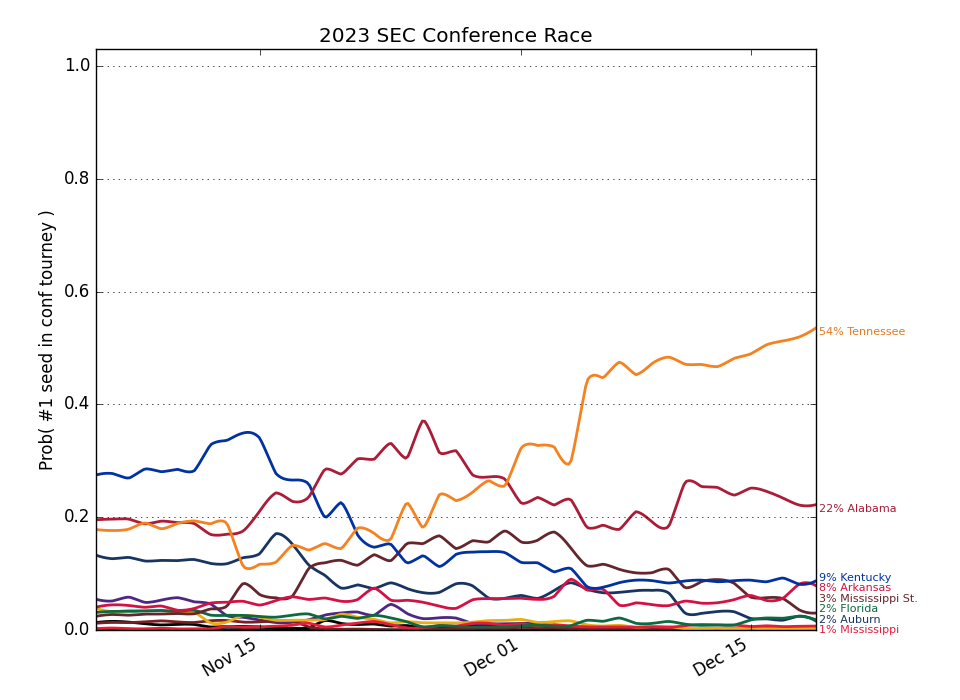 2023 SEC Conference Race
Prob( #1 seed in conf tourney )
1.0
0.8
0.6
0.4
0.2
0.0
Nov 15
Dec 01
Dec 15
54% Tennessee
22% Alabama
9% Kentucky
8% Arkansas
3% Mississippi St.
2% Florida
2% Auburn
1% Mississippi